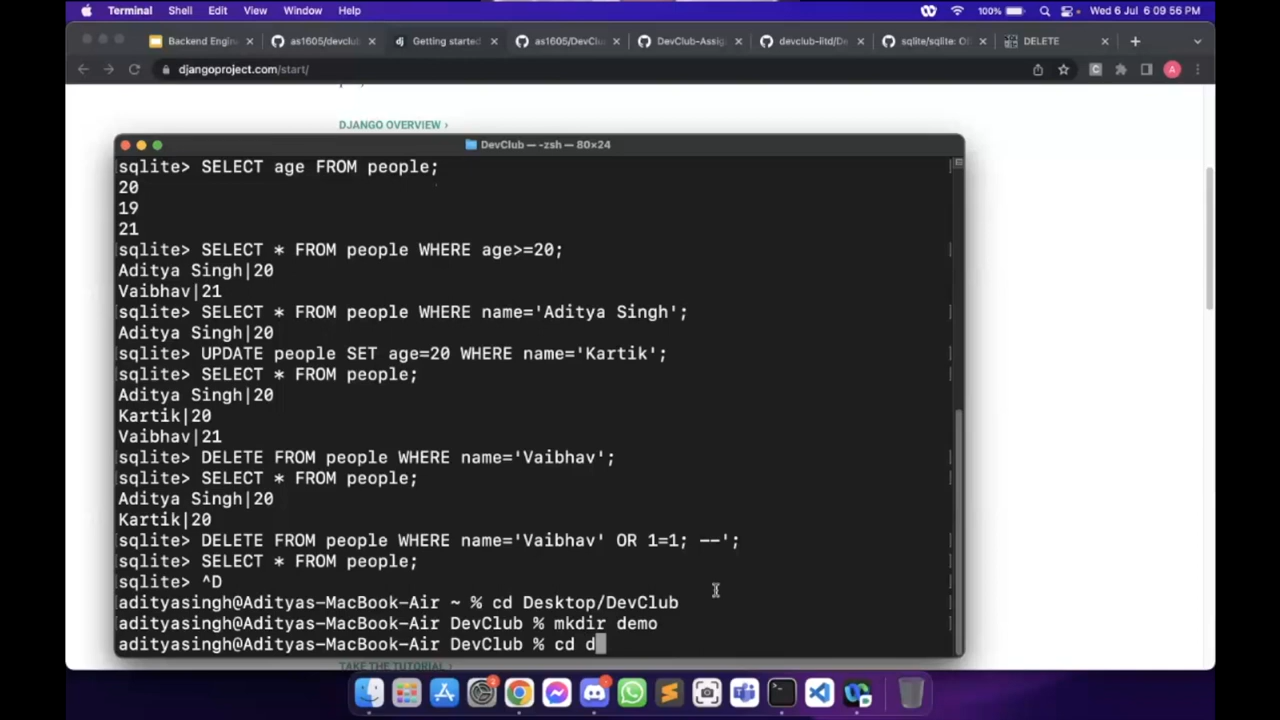 Terminal Shell Edit View Window Help 100% Wed 6 Jul 6:09:56 PM
Backend Engin as1605/devclub Getting started as1605/DevClu DevClub-Assig devclub-iitd/De sqlite/sqlite: Of DELETE
djangoproject.com/start/ A
DJANGO OVERVIEW ›
DevClub — -zsh — 80×24
sqlite> SELECT age FROM people;
20
19
21
sqlite> SELECT * FROM people WHERE age>=20;
Aditya Singh|20
Vaibhav|21
sqlite> SELECT * FROM people WHERE name='Aditya Singh';
Aditya Singh|20
sqlite> UPDATE people SET age=20 WHERE name='Kartik';
sqlite> SELECT * FROM people;
Aditya Singh|20
Kartik|20
Vaibhav|21
sqlite> DELETE FROM people WHERE name='Vaibhav';
sqlite> SELECT * FROM people;
Aditya Singh|20
Kartik|20
sqlite> DELETE FROM people WHERE name='Vaibhav' OR 1=1; --';
sqlite> SELECT * FROM people;
sqlite> ^D
adityasingh@Adityas-MacBook-Air ~ % cd Desktop/DevClub
adityasingh@Adityas-MacBook-Air DevClub % mkdir demo
adityasingh@Adityas-MacBook-Air DevClub % cd d
TAKE THE TUTORIAL ›